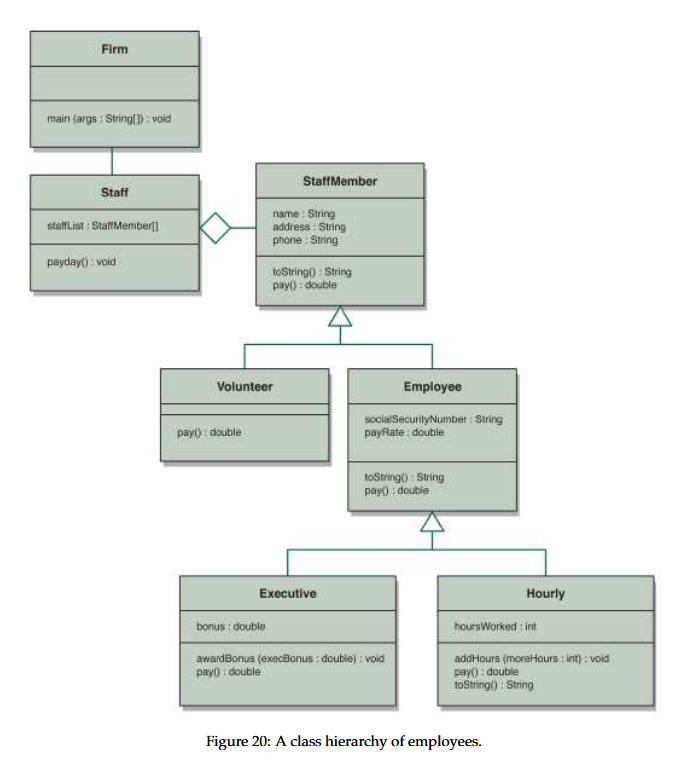 Firm
main (args : String[]) : void
Staff
staffList : StaffMember[]
payday() : void
StaffMember
name : String
address : String
phone : String
toString() : String
pay() : double
Volunteer
pay() : double
Employee
socialSecurityNumber : String
payRate : double
toString() : String
pay() : double
Executive
bonus : double
awardBonus (execBonus : double) : void
pay() : double
Hourly
hoursWorked : int
addHours (moreHours : int) : void
pay() : double
toString() : String
Figure 20: A class hierarchy of employees.